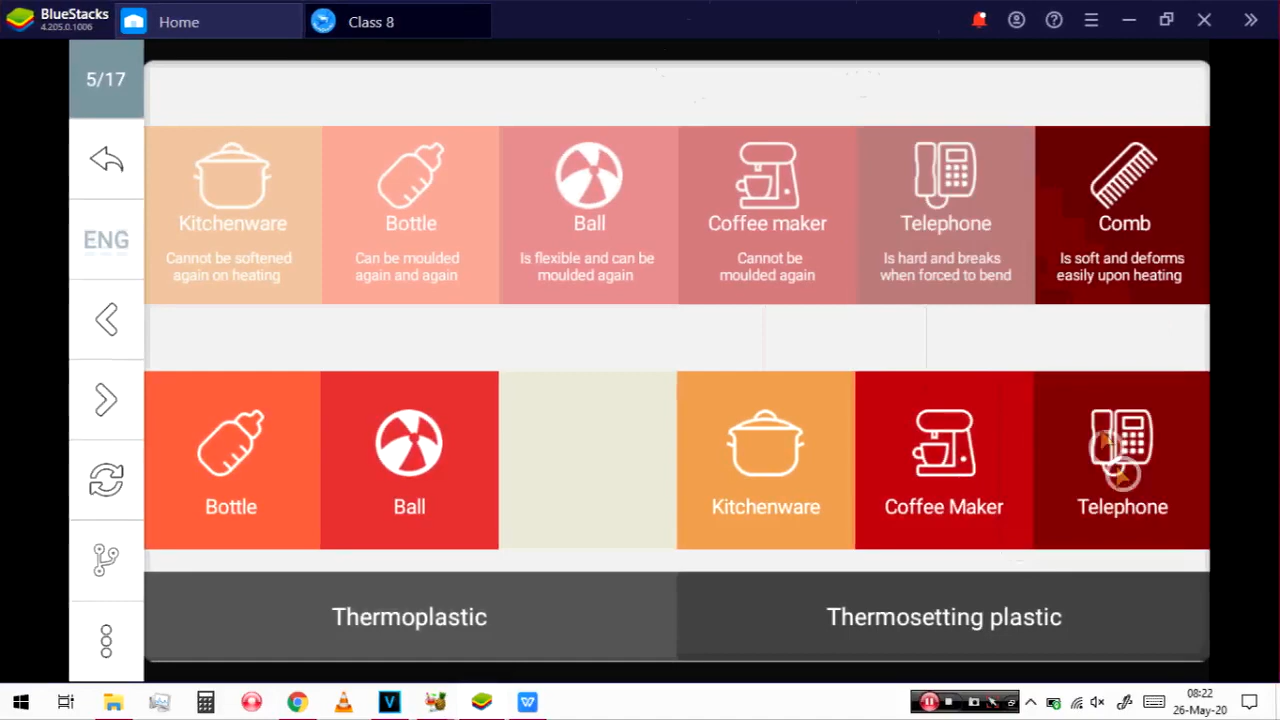 BlueStacks
4.205.0.1006
Home
Class 8
5/17
ENG
Kitchenware
Cannot be softened
again on heating
Bottle
Can be moulded
again and again
Ball
Is flexible and can be
moulded again
Coffee maker
Cannot be
moulded again
Telephone
Is hard and breaks
when forced to bend
Comb
Is soft and deforms
easily upon heating
Bottle
Ball
Kitchenware
Coffee Maker
Telephone
Thermoplastic
Thermosetting plastic
08:22
26-May-20